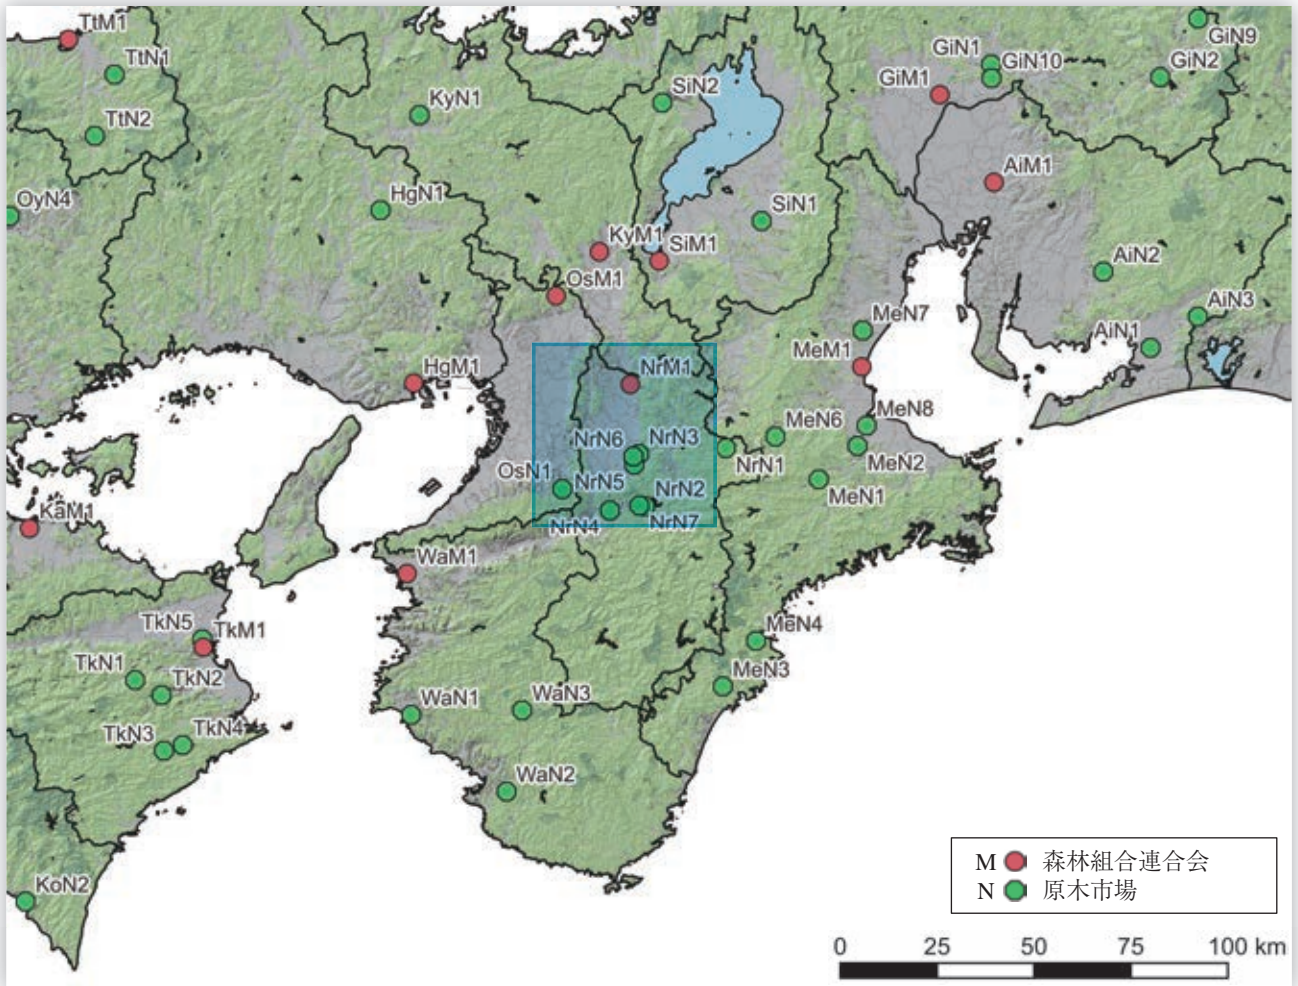 TtM1
TtN1
TtN2
OyN4
KyN1
HgN1
SiN2
SiN1
KyM1
SiM1
OsM1
GiN9
GiN1
GiN10
GiN2
GiM1
AiM1
AiN2
AiN3
AiN1
MeN7
MeM1
HgM1
NrM1
MeN8
MeN6
NrN6
NrN3
NrN1
MeN2
OsN1
NrN5
NrN2
MeN1
NrN4
NrN7
KaM1
WaM1
TkN5
TkM1
MeN4
TkN1
TkN2
MeN3
WaN1
WaN3
TkN3
TkN4
WaN2
KoN2
M 森林組合連合会
N 原木市場
0 25 50 75 100 km